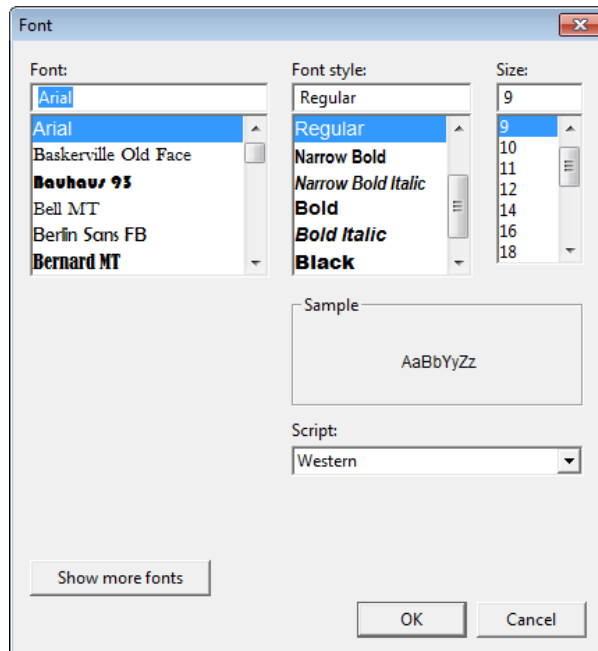 Font
Font:
Font style:
Size:
Arial
Regular
9
Arial
Baskerville Old Face
Bauhaus 93
Bell MT
Berlin Sans FB
Bernard MT
Regular
Narrow Bold
Narrow Bold Italic
Bold
Bold Italic
Black
9
10
11
12
14
16
18
Sample
AaBbYyZz
Script:
Western
Show more fonts
OK
Cancel